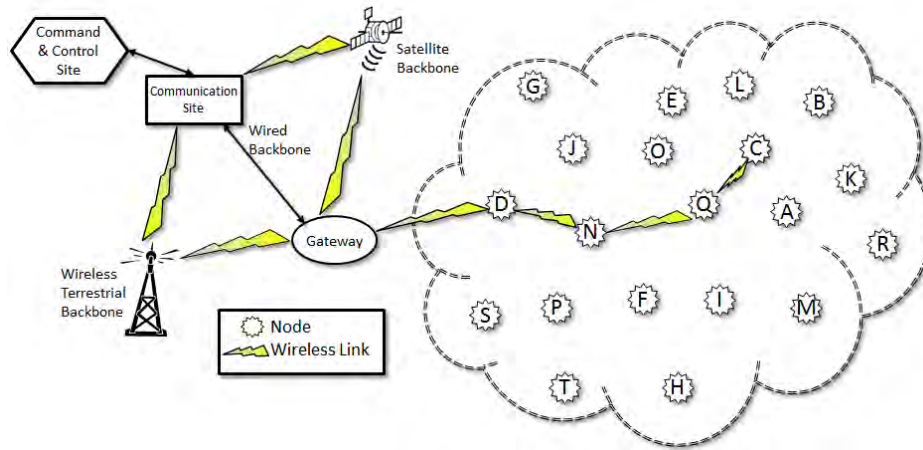 Command
& Control
Site
Communication
Site
Satellite
Backbone
Wired
Backbone
Gateway
Wireless
Terrestrial
Backbone
Node
Wireless Link
G
E
L
B
J
O
C
K
D
N
Q
A
R
S
P
F
I
M
T
H